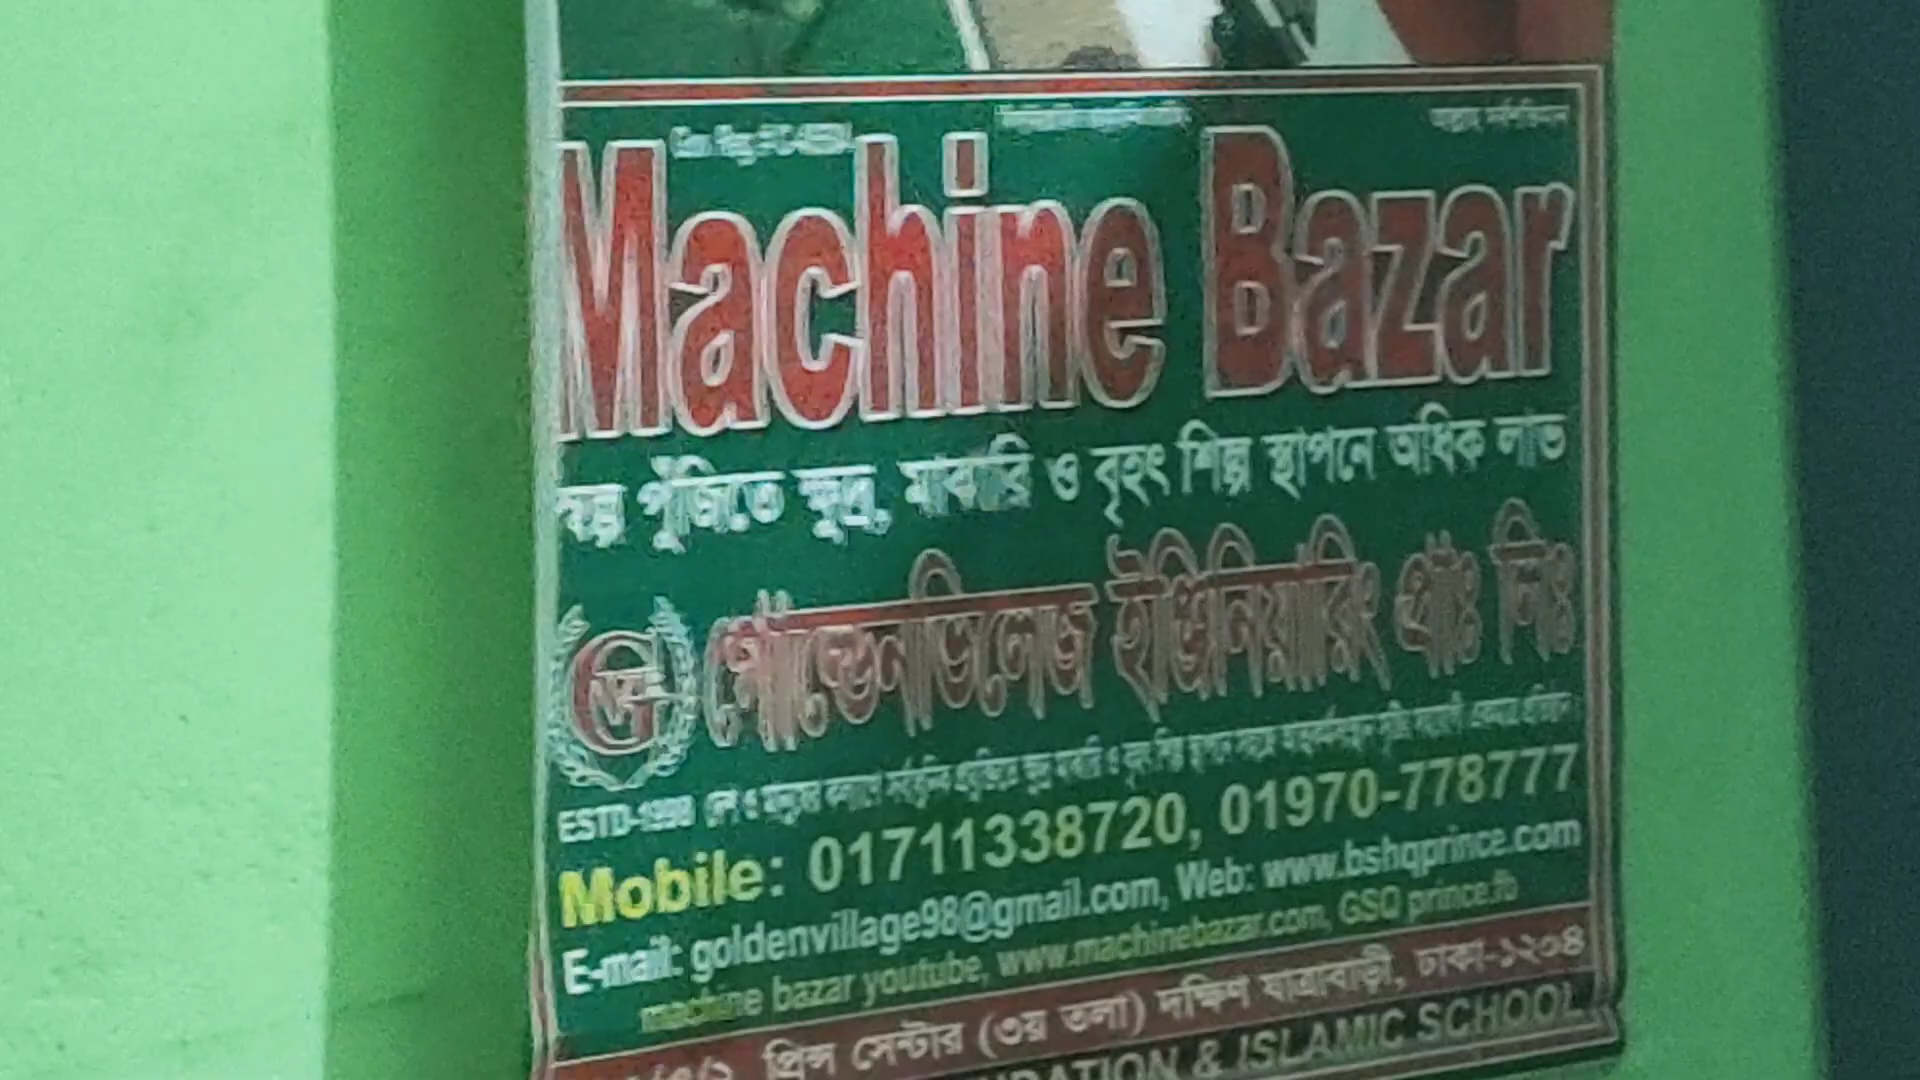 Machine Bazar
স্বল্প পুঁজিতে ক্ষুদ্র, মাঝারি ও বৃহৎ শিল্প স্থাপনে অধিক লাভ
গোল্ডেনভিলেজ ইঞ্জিনিয়ারিং প্রাঃ লিঃ
ESTD-1998
Mobile: 01711338720, 01970-778777
E-mail: goldenvillage98@gmail.com, Web: www.bshqprince.com
machine bazar youtube, www.machinebazar.com, GSQ prince.fb
প্রিন্স সেন্টার (৩য় তলা) দক্ষিণ যাত্রাবাড়ী, ঢাকা-১২০৪
& ISLAMIC SCHOOL